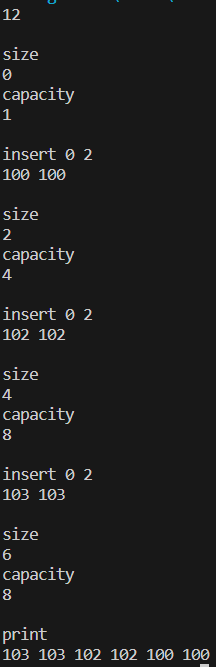 12
size
0
capacity
1
insert 0 2
100 100
size
2
capacity
4
insert 0 2
102 102
size
4
capacity
8
insert 0 2
103 103
size
6
capacity
8
print
103 103 102 102 100 100